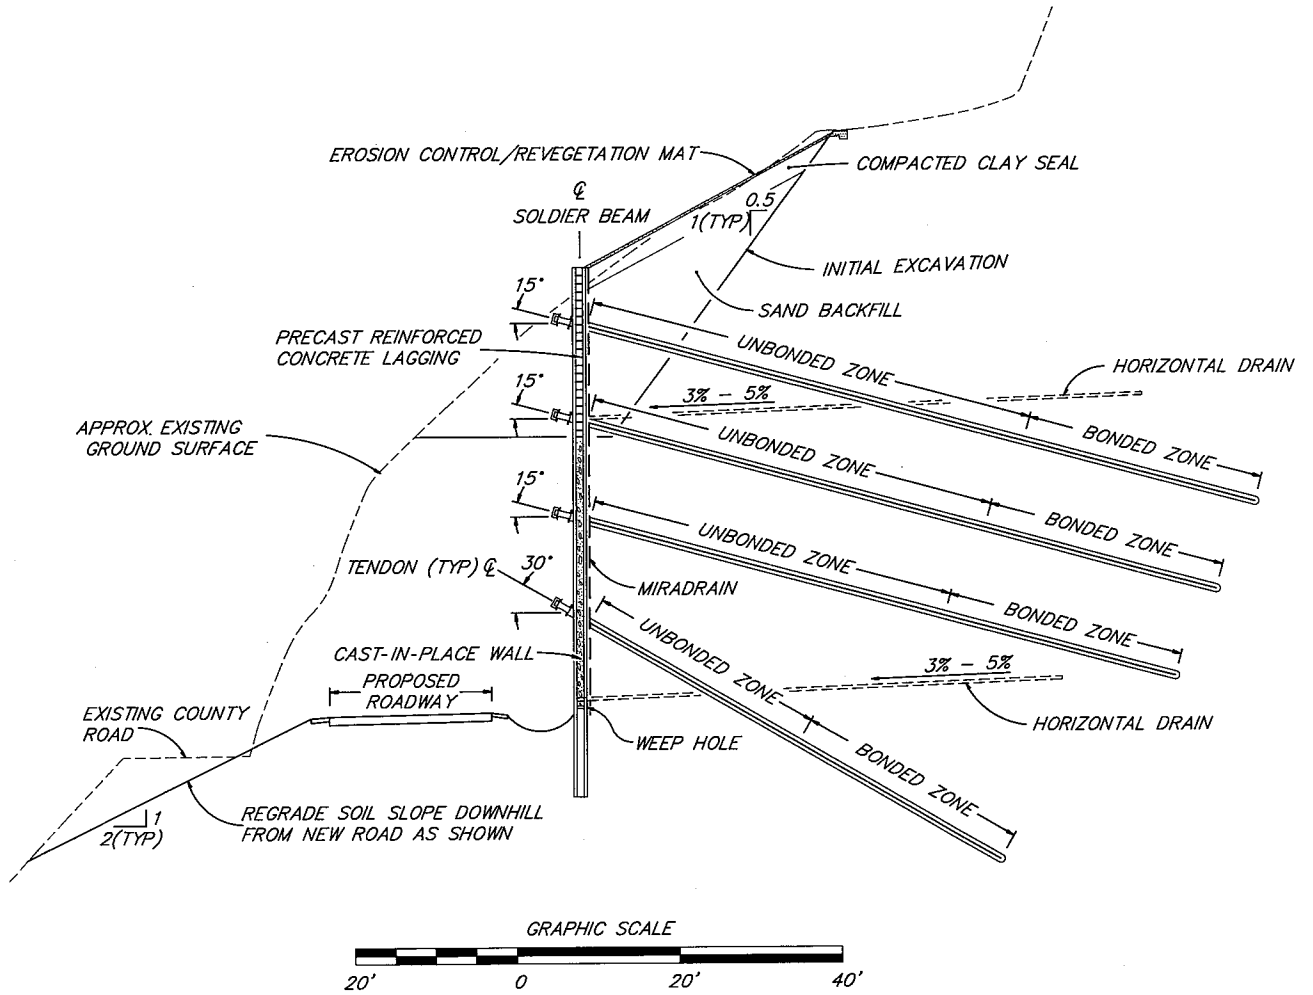 EROSION CONTROL/REVEGETATION MAT
COMPACTED CLAY SEAL
℄
SOLDIER BEAM
0.5
1(TYP)
INITIAL EXCAVATION
SAND BACKFILL
15°
PRECAST REINFORCED
CONCRETE LAGGING
UNBONDED ZONE
HORIZONTAL DRAIN
15°
3% - 5%
BONDED ZONE
APPROX. EXISTING
GROUND SURFACE
UNBONDED ZONE
BONDED ZONE
15°
UNBONDED ZONE
BONDED ZONE
TENDON (TYP) ℄
30°
MIRADRAIN
UNBONDED ZONE
CAST-IN-PLACE WALL
3% - 5%
PROPOSED
ROADWAY
HORIZONTAL DRAIN
EXISTING COUNTY
ROAD
WEEP HOLE
BONDED ZONE
REGRADE SOIL SLOPE DOWNHILL
FROM NEW ROAD AS SHOWN
1
2(TYP)
GRAPHIC SCALE
20' 0 20' 40'